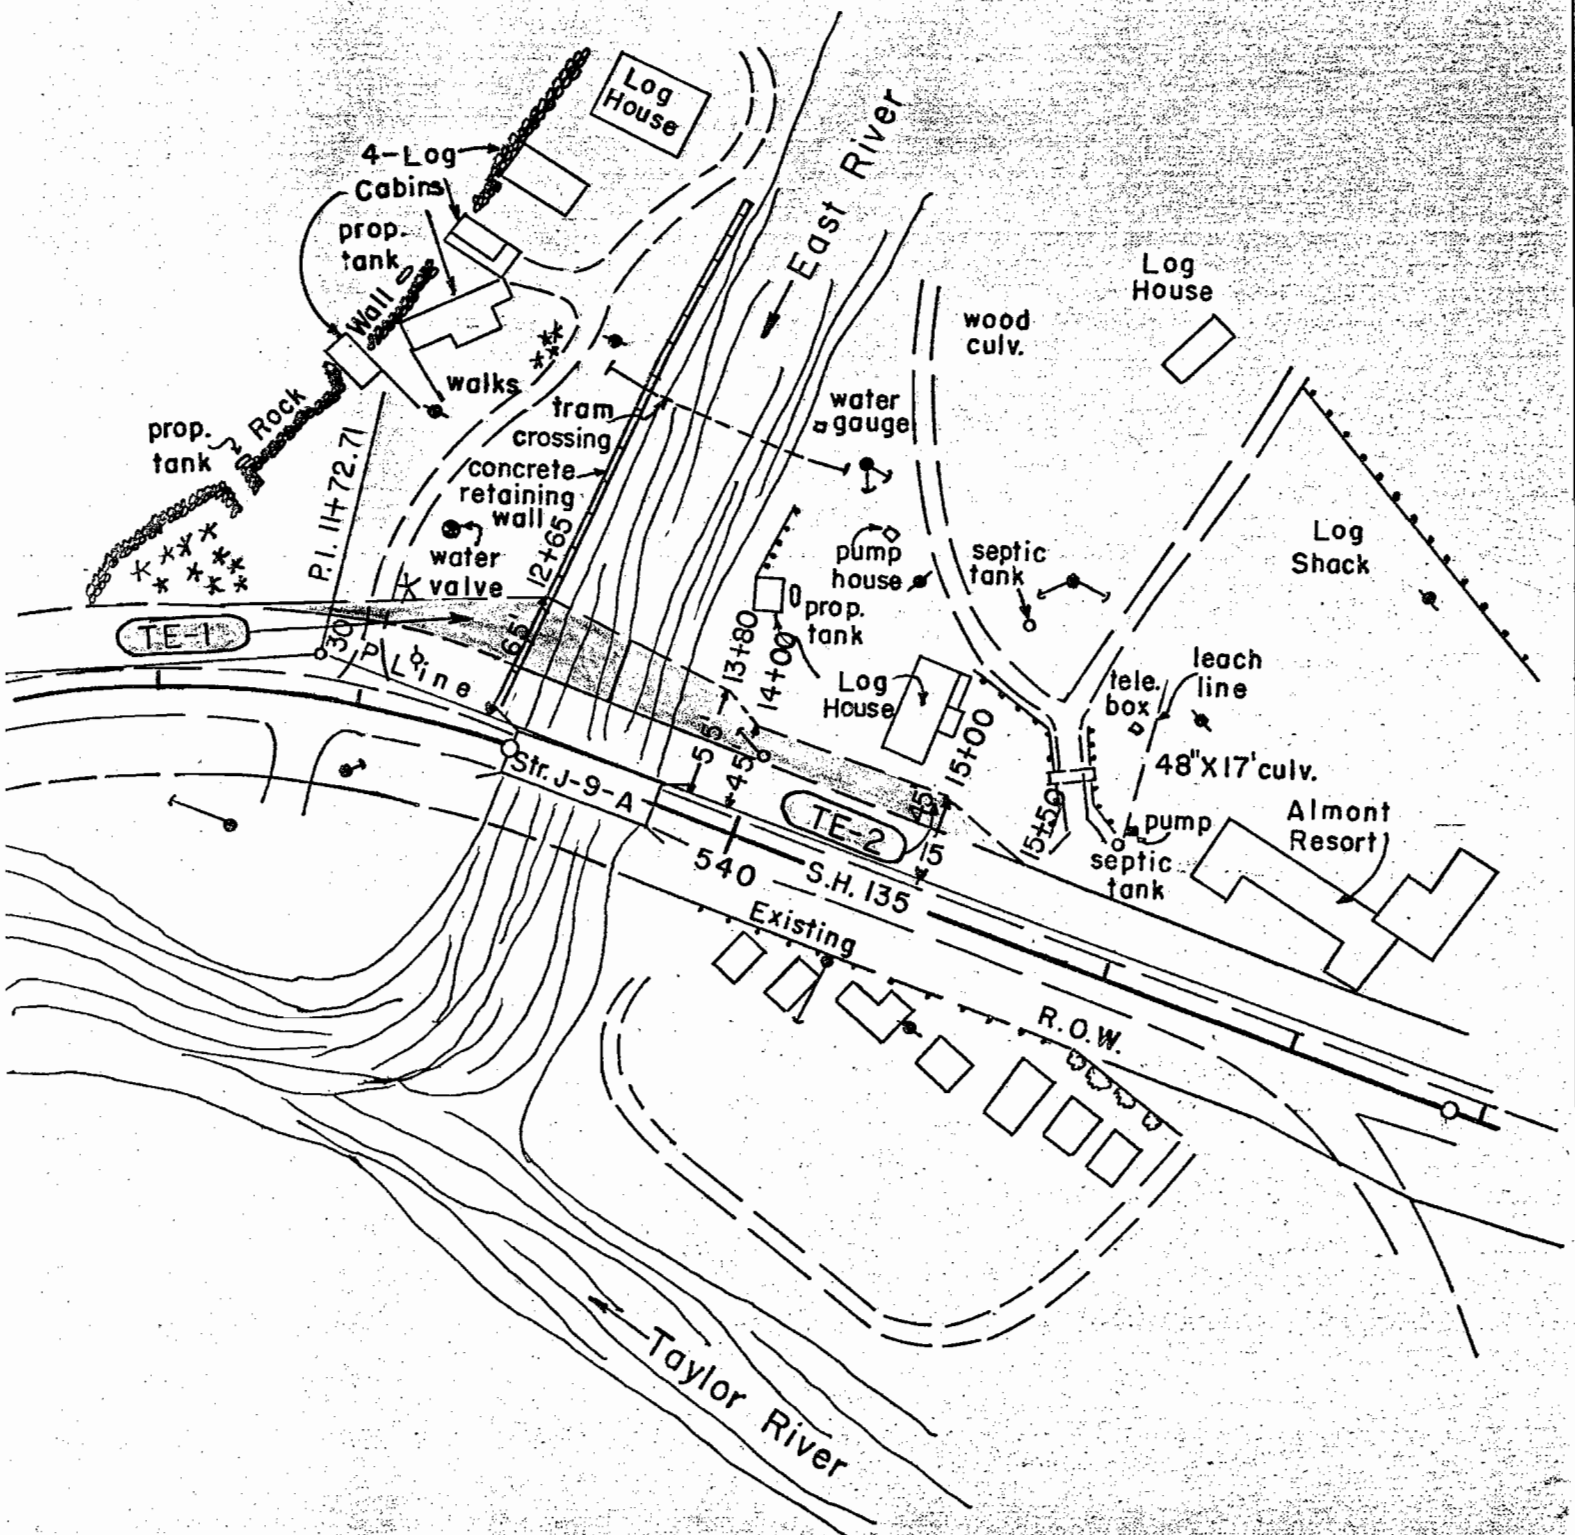 Log
House
4-Log
Cabins
prop.
tank
Wall
East River
Log
House
wood
culv.
walks
Rock
prop.
tank
tram
crossing
water
gauge
concrete
retaining
wall
P.I. 11+72.71
12+65
water
valve
pump
house
septic
tank
Log
Shack
prop.
tank
13+80
14+00
TE-1
30'
P Line
65'
Log
House
tele.
box
leach
line
15+00
55
45
48"X17' culv.
Str. J-9-A
TE-2
45
15
15+50
pump
septic
tank
Almont
Resort
540
S.H. 135
Existing
R.O.W.
Taylor River